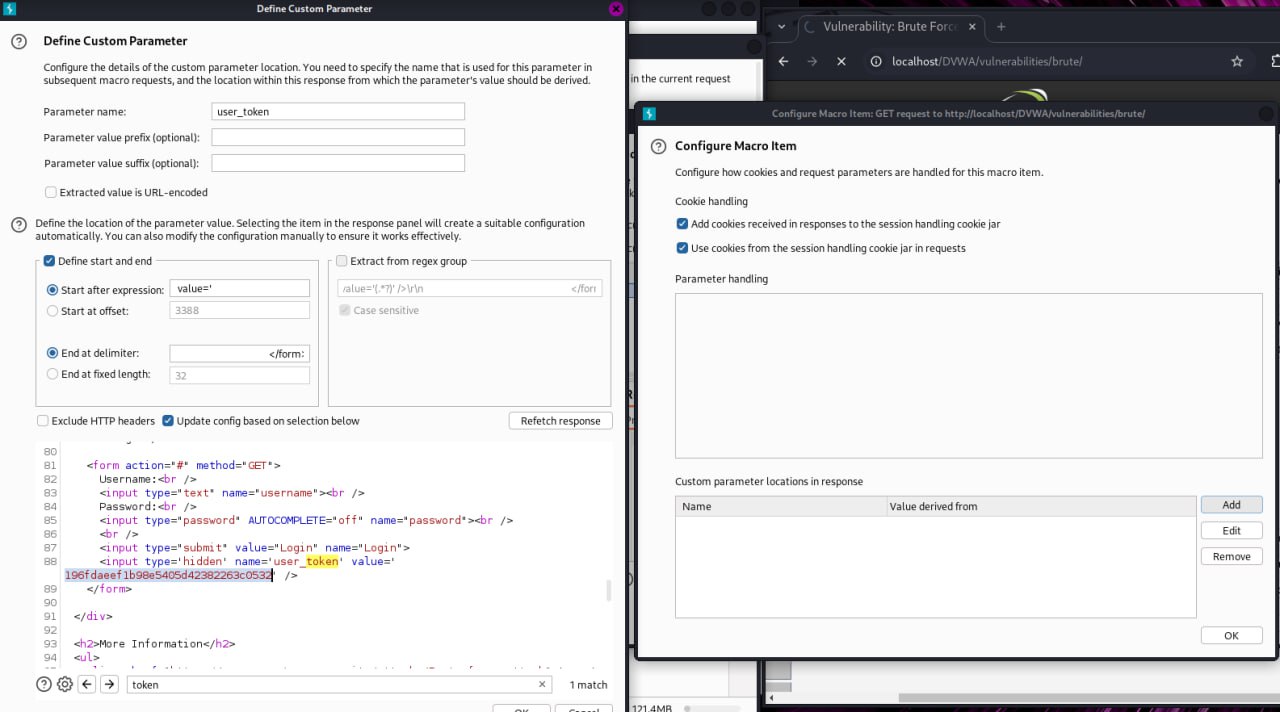 Define Custom Parameter
Define Custom Parameter
Configure the details of the custom parameter location. You need to specify the name that is used for this parameter in
subsequent macro requests, and the location within this response from which the parameter's value should be derived.
Parameter name: user_token
Parameter value prefix (optional):
Parameter value suffix (optional):
Extracted value is URL-encoded
Define the location of the parameter value. Selecting the item in the response panel will create a suitable configuration
automatically. You can also modify the configuration manually to ensure it works effectively.
Define start and end
Start after expression: value='
Start at offset: 3388
End at delimiter: </form:
End at fixed length: 32
Extract from regex group
value='(.*?)' />\r\n </for
Case sensitive
Exclude HTTP headers Update config based on selection below Refetch response
80
81 <form action="#" method="GET">
82 Username:<br />
83 <input type="text" name="username"><br />
84 Password:<br />
85 <input type="password" AUTOCOMPLETE="off" name="password"><br />
86 <br />
87 <input type="submit" value="Login" name="Login">
88 <input type='hidden' name='user_token' value='
196fdaeef1b98e5405d42382263c0532' />
89 </form>
90
91 </div>
92
93 <h2>More Information</h2>
94 <ul>
token 1 match
OK Cancel
in the current request
121.4MB
Vulnerability: Brute Force
localhost/DVWA/vulnerabilities/brute/
Configure Macro Item: GET request to http://localhost/DVWA/vulnerabilities/brute/
Configure Macro Item
Configure how cookies and request parameters are handled for this macro item.
Cookie handling
Add cookies received in responses to the session handling cookie jar
Use cookies from the session handling cookie jar in requests
Parameter handling
Custom parameter locations in response
Name Value derived from
Add
Edit
Remove
OK